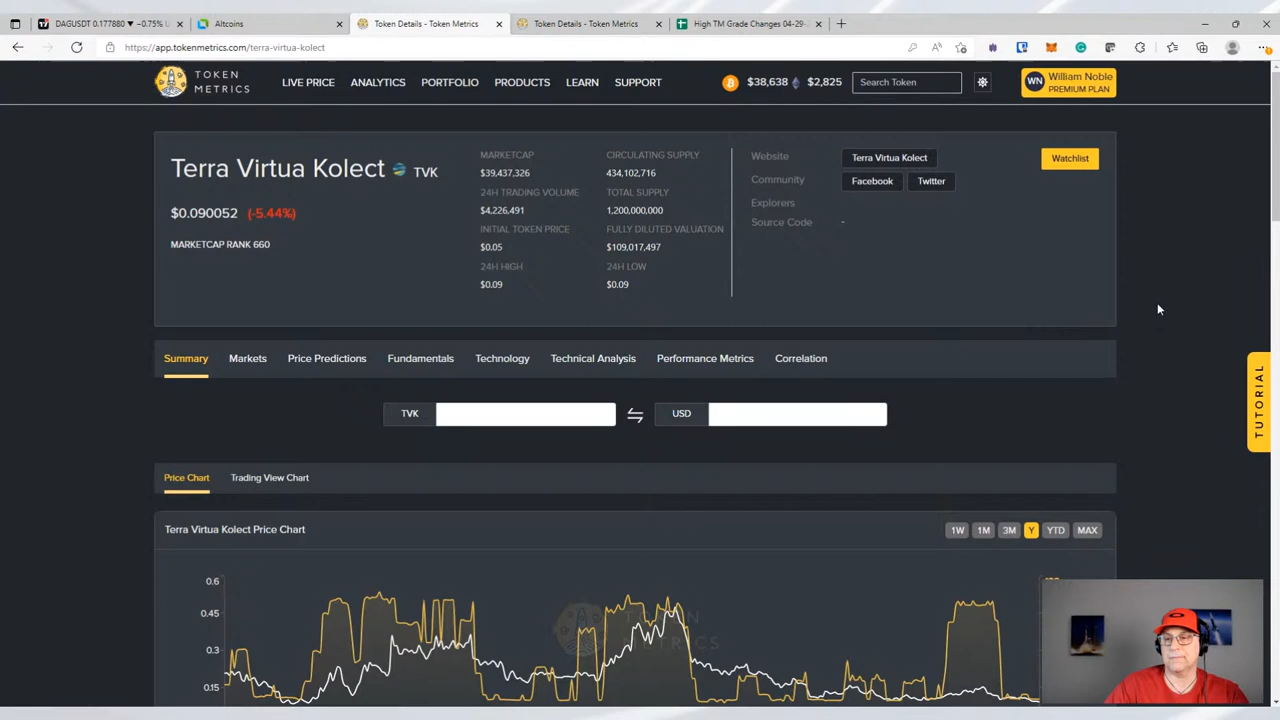 DAGUSDT 0.177880 ▼ −0.75% U
Altcoins
Token Details - Token Metrics
Token Details - Token Metrics
High TM Grade Changes 04-29-
https://app.tokenmetrics.com/terra-virtua-kolect
TOKEN
METRICS
LIVE PRICE
ANALYTICS
PORTFOLIO
PRODUCTS
LEARN
SUPPORT
$38,638
$2,825
Search Token
WN
William Noble
PREMIUM PLAN
Terra Virtua Kolect TVK
$0.090052 (-5.44%)
MARKETCAP RANK 660
MARKETCAP
$39,437,326
24H TRADING VOLUME
$4,226,491
INITIAL TOKEN PRICE
$0.05
24H HIGH
$0.09
CIRCULATING SUPPLY
434,102,716
TOTAL SUPPLY
1,200,000,000
FULLY DILUTED VALUATION
$109,017,497
24H LOW
$0.09
Website Terra Virtua Kolect
Community Facebook Twitter
Explorers
Source Code -
Watchlist
TUTORIAL
Summary
Markets
Price Predictions
Fundamentals
Technology
Technical Analysis
Performance Metrics
Correlation
TVK
USD
Price Chart
Trading View Chart
Terra Virtua Kolect Price Chart
1W 1M 3M Y YTD MAX
0.6
0.45
0.3
0.15
TOKEN
METRICS